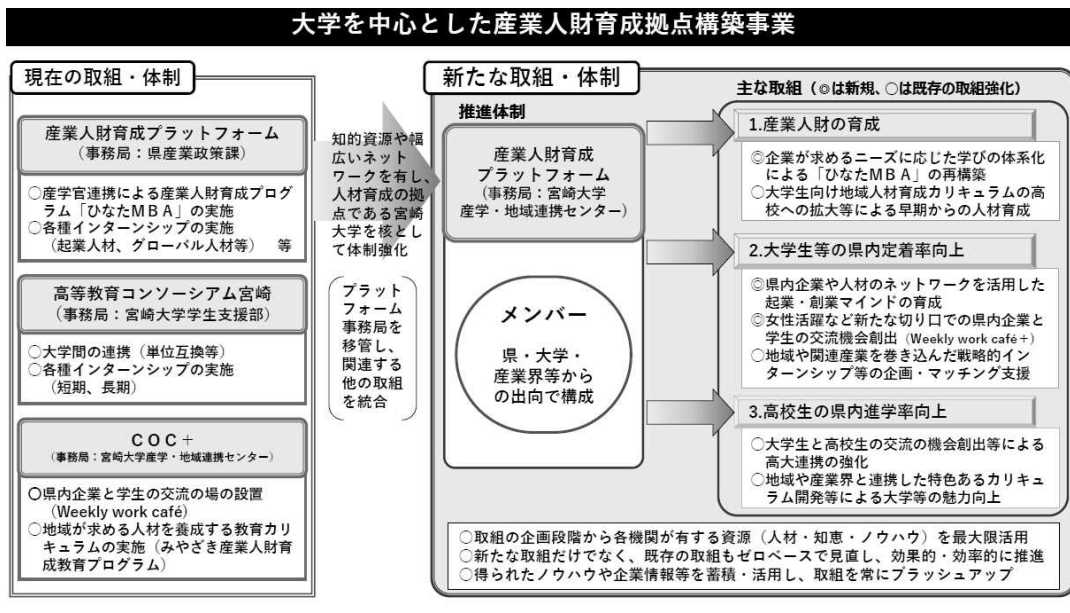 大学を中心とした産業人財育成拠点構築事業
現在の取組・体制
産業人財育成プラットフォーム
（事務局：県産業政策課）
○産学官連携による産業人財育成プログ
ラム「ひなたＭＢＡ」の実施
○各種インターンシップの実施
（起業人材、グローバル人材等）　等
高等教育コンソーシアム宮崎
（事務局：宮崎大学学生支援部）
○大学間の連携（単位互換等）
○各種インターンシップの実施
（短期、長期）
ＣＯＣ＋
（事務局：宮崎大学産学・地域連携センター）
○県内企業と学生の交流の場の設置
（Weekly work café）
○地域が求める人材を養成する教育カリ
キュラムの実施（みやざき産業人財育
成教育プログラム）
知的資源や幅
広いネット
ワークを有し、
人材育成の拠
点である宮崎
大学を核とし
て体制強化
プラット
フォーム
事務局を
移管し、
関連する
他の取組
を統合
新たな取組・体制
推進体制
産業人財育成
プラットフォーム
（事務局：宮崎大学
産学・地域連携センター）
メンバー
県・大学・
産業界等から
の出向で構成
主な取組（◎は新規、○は既存の取組強化）
1.産業人財の育成
◎企業が求めるニーズに応じた学びの体系化
による「ひなたＭＢＡ」の再構築
○大学生向け地域人材育成カリキュラムの高
校への拡大等による早期からの人材育成
2.大学生等の県内定着率向上
◎県内企業や人材のネットワークを活用した
起業・創業マインドの育成
◎女性活躍など新たな切り口での県内企業と
学生の交流機会創出（Weekly work café＋）
○地域や関連産業を巻き込んだ戦略的イン
ターンシップ等の企画・マッチング支援
3.高校生の県内進学率向上
○大学生と高校生の交流の機会創出等による
高大連携の強化
○地域や産業界と連携した特色あるカリキュ
ラム開発等による大学等の魅力向上
○取組の企画段階から各機関が有する資源（人材・知恵・ノウハウ）を最大限活用
○新たな取組だけでなく、既存の取組もゼロベースで見直し、効果的・効率的に推進
○得られたノウハウや企業情報等を蓄積・活用し、取組を常にブラッシュアップ